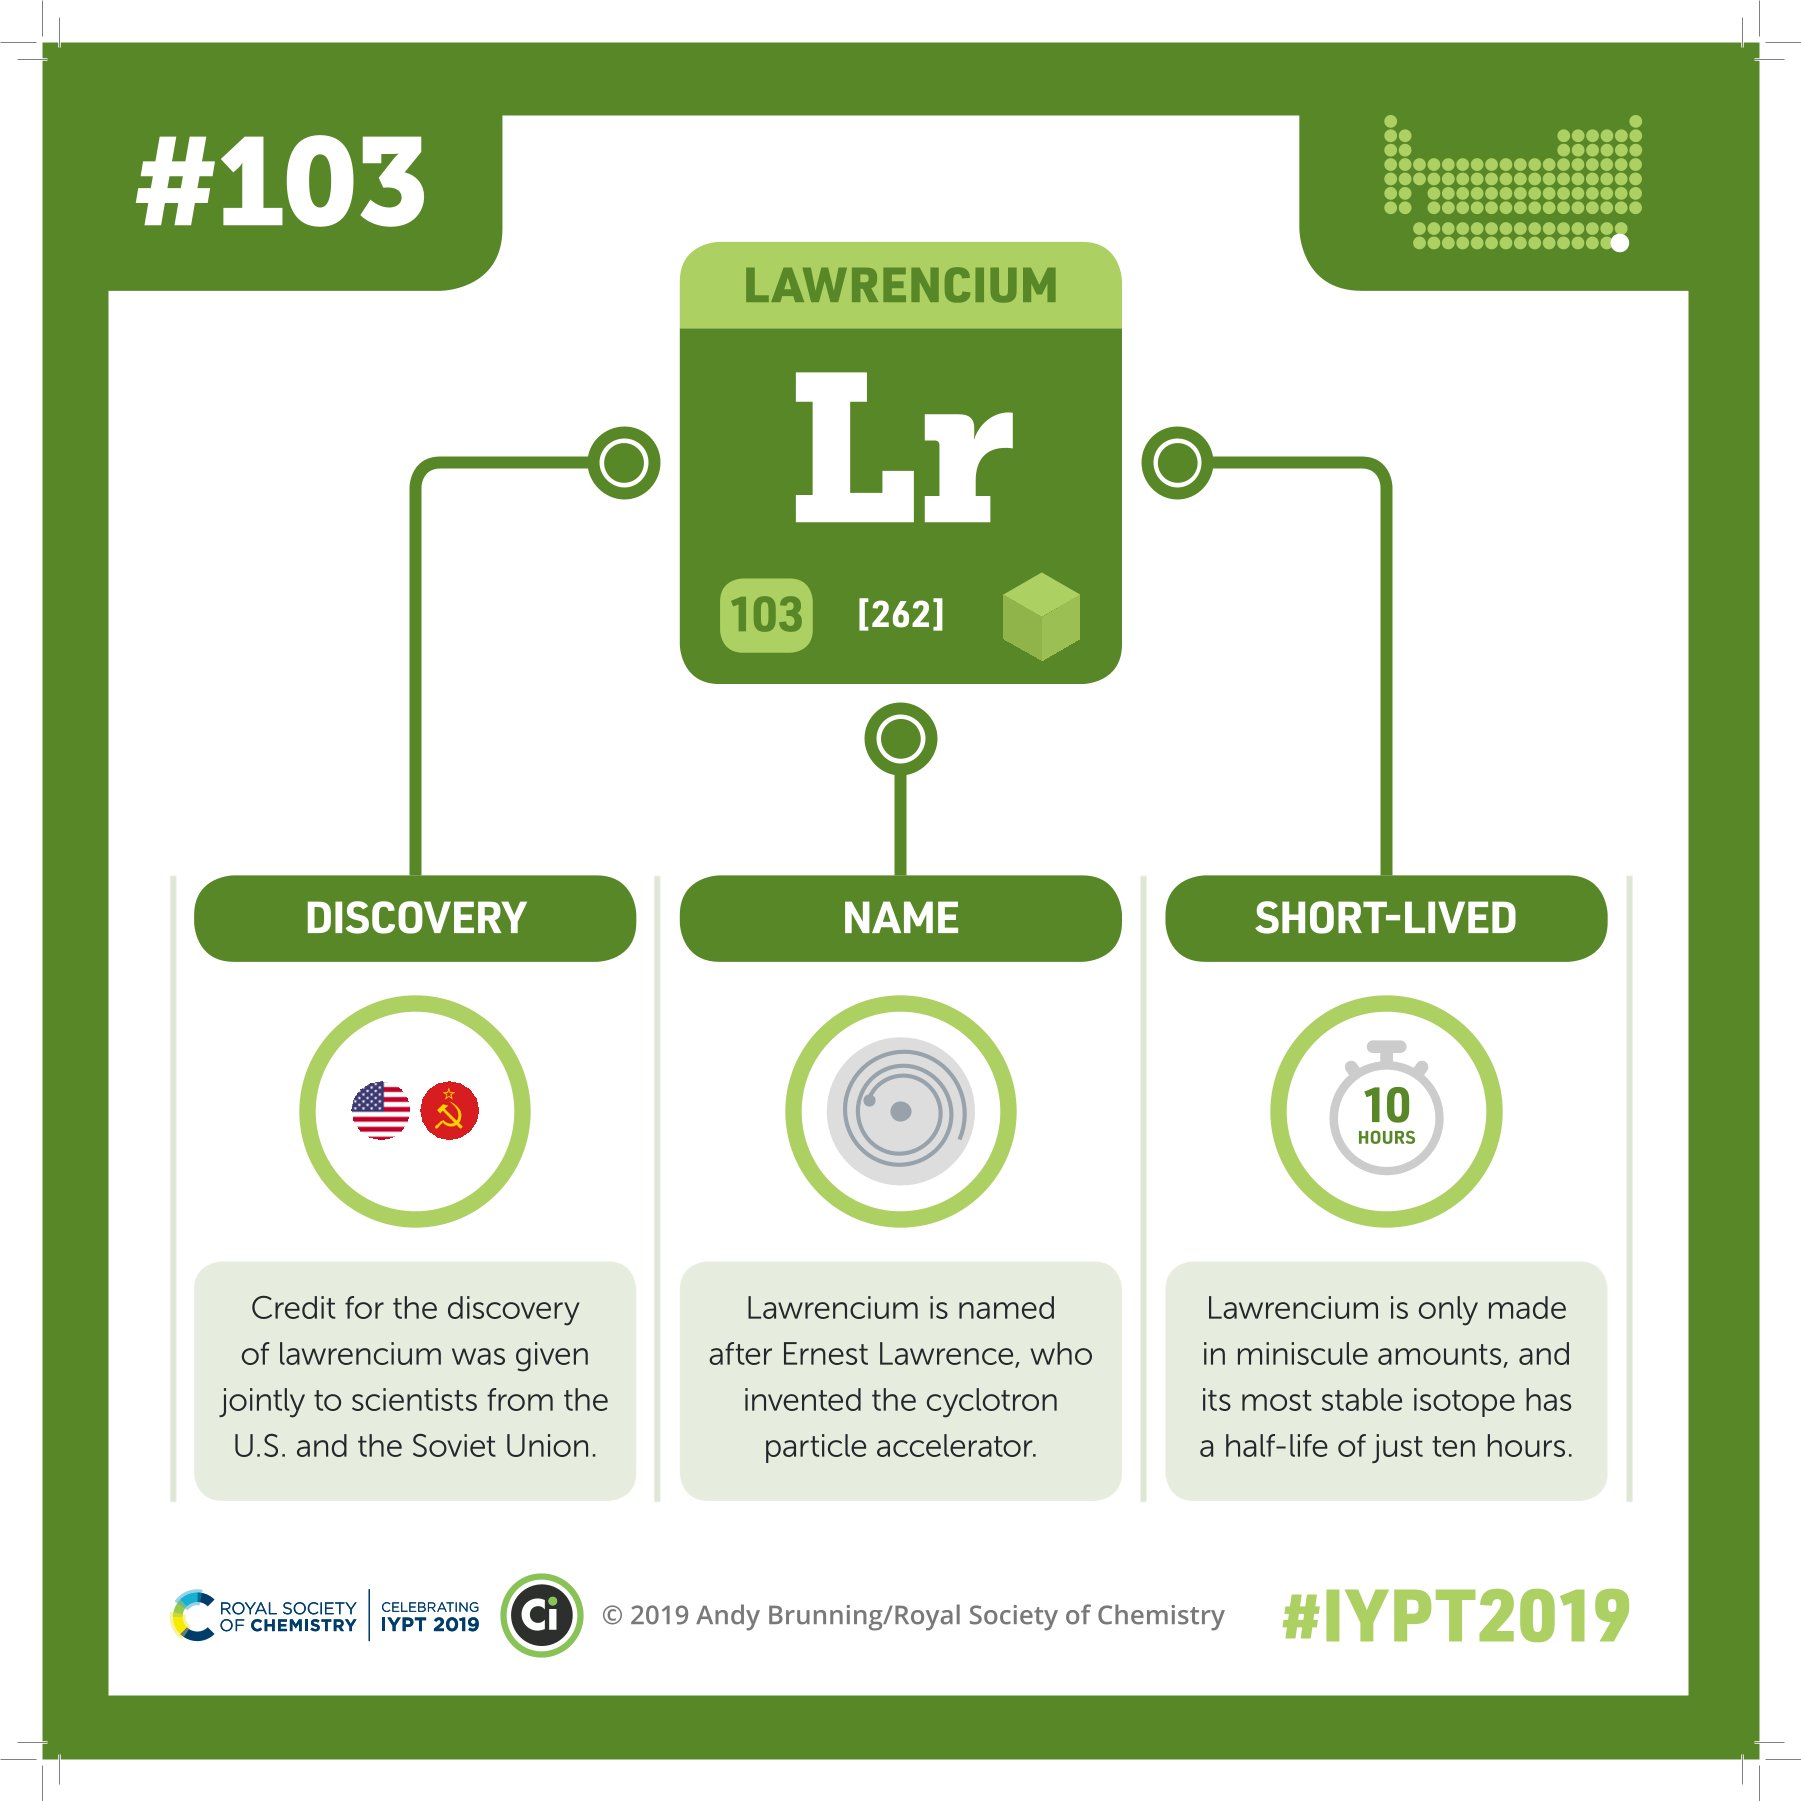 #103
LAWRENCIUM
Lr
103 [262]
DISCOVERY
Credit for the discovery
of lawrencium was given
jointly to scientists from the
U.S. and the Soviet Union.
NAME
Lawrencium is named
after Ernest Lawrence, who
invented the cyclotron
particle accelerator.
SHORT-LIVED
10
HOURS
Lawrencium is only made
in miniscule amounts, and
its most stable isotope has
a half-life of just ten hours.
ROYAL SOCIETY
OF CHEMISTRY
CELEBRATING
IYPT 2019
Ci
© 2019 Andy Brunning/Royal Society of Chemistry
#IYPT2019